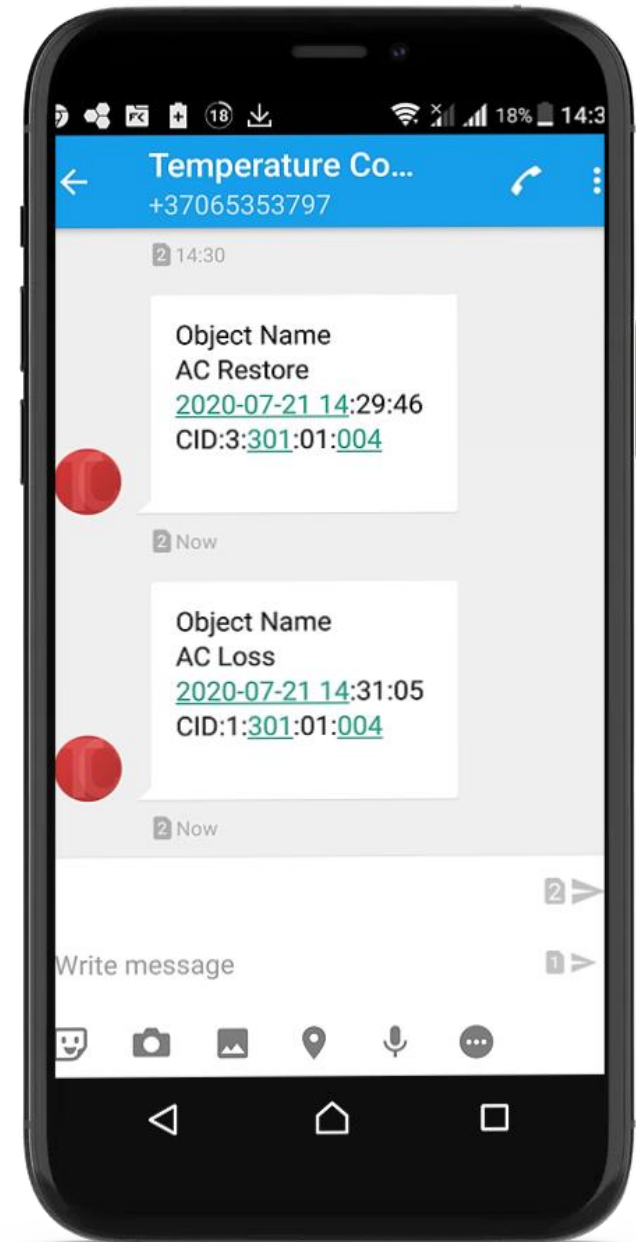 18 18% 14:3
Temperature Co...
+37065353797
2 14:30
Object Name
AC Restore
2020-07-21 14:29:46
CID:3:301:01:004
2 Now
Object Name
AC Loss
2020-07-21 14:31:05
CID:1:301:01:004
2 Now
2
Write message
1